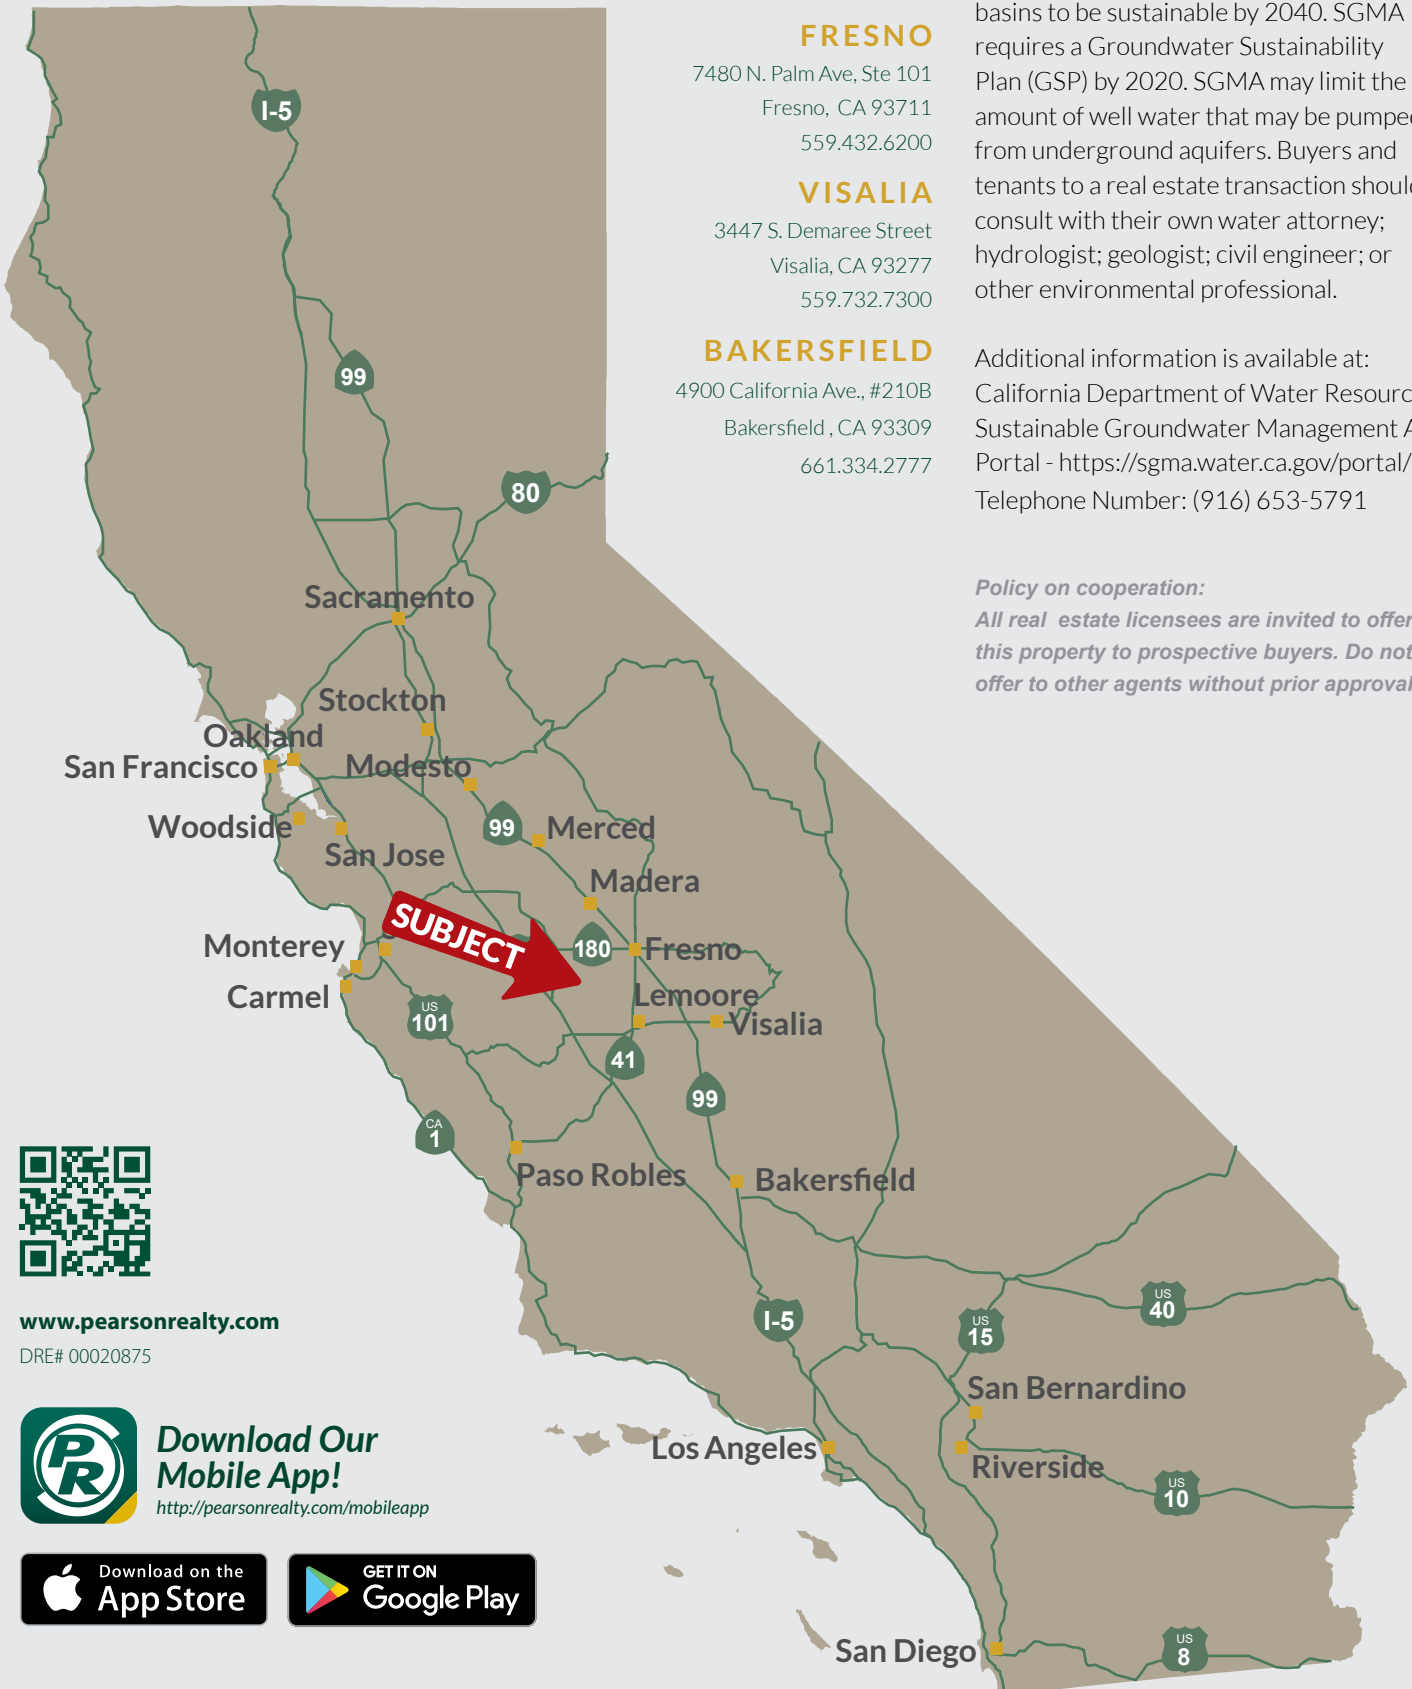 FRESNO
7480 N. Palm Ave, Ste 101
Fresno, CA 93711
559.432.6200
VISALIA
3447 S. Demaree Street
Visalia, CA 93277
559.732.7300
BAKERSFIELD
4900 California Ave., #210B
Bakersfield , CA 93309
661.334.2777
basins to be sustainable by 2040. SGMA
requires a Groundwater Sustainability
Plan (GSP) by 2020. SGMA may limit the
amount of well water that may be pumped
from underground aquifers. Buyers and
tenants to a real estate transaction should
consult with their own water attorney;
hydrologist; geologist; civil engineer; or
other environmental professional.
Additional information is available at:
California Department of Water Resourc
Sustainable Groundwater Management A
Portal - https://sgma.water.ca.gov/portal/
Telephone Number: (916) 653-5791
Policy on cooperation:
All real estate licensees are invited to offer
this property to prospective buyers. Do not
offer to other agents without prior approval
I-5
99
80
Sacramento
Stockton
Oakland
San Francisco
Modesto
Woodside
99
Merced
San Jose
Madera
SUBJECT
Monterey
180
Fresno
Carmel
Lemoore
US
101
Visalia
41
99
CA
1
Paso Robles
Bakersfield
I-5
US
15
US
40
San Bernardino
Los Angeles
Riverside
US
10
San Diego
US
8
www.pearsonrealty.com
DRE# 00020875
PR
Download Our
Mobile App!
http://pearsonrealty.com/mobileapp
Download on the
App Store
GET IT ON
Google Play